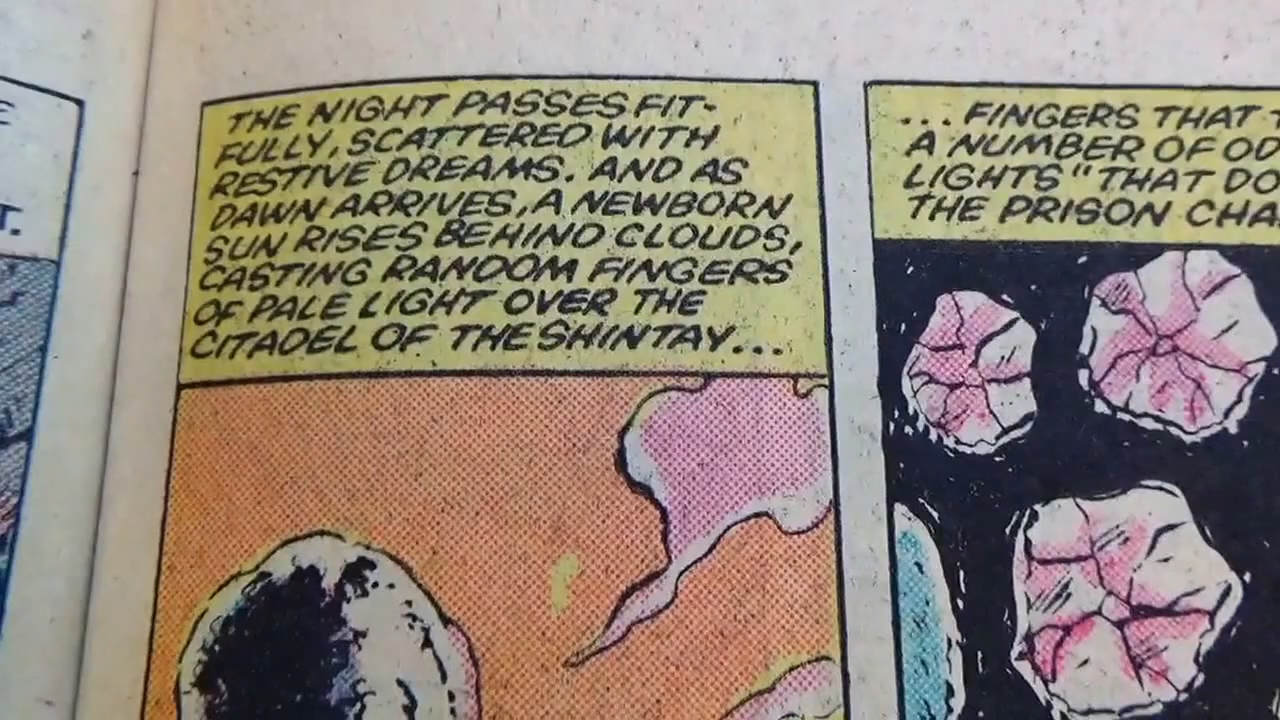 THE NIGHT PASSES FIT-
FULLY, SCATTERED WITH
RESTIVE DREAMS. AND AS
DAWN ARRIVES, A NEWBORN
SUN RISES BEHIND CLOUDS,
CASTING RANDOM FINGERS
OF PALE LIGHT OVER THE
CITADEL OF THE SHINTAY...
... FINGERS THAT
A NUMBER OF
LIGHTS" THAT
THE PRISON